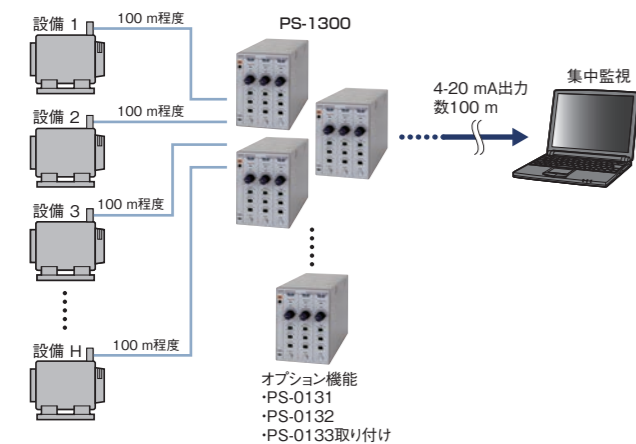 設備 1
100 m程度
PS-1300
設備 2
100 m程度
4-20 mA出力
数100 m
集中監視
設備 3
100 m程度
設備 H
100 m程度
オプション機能
・PS-0131
・PS-0132
・PS-0133取り付け